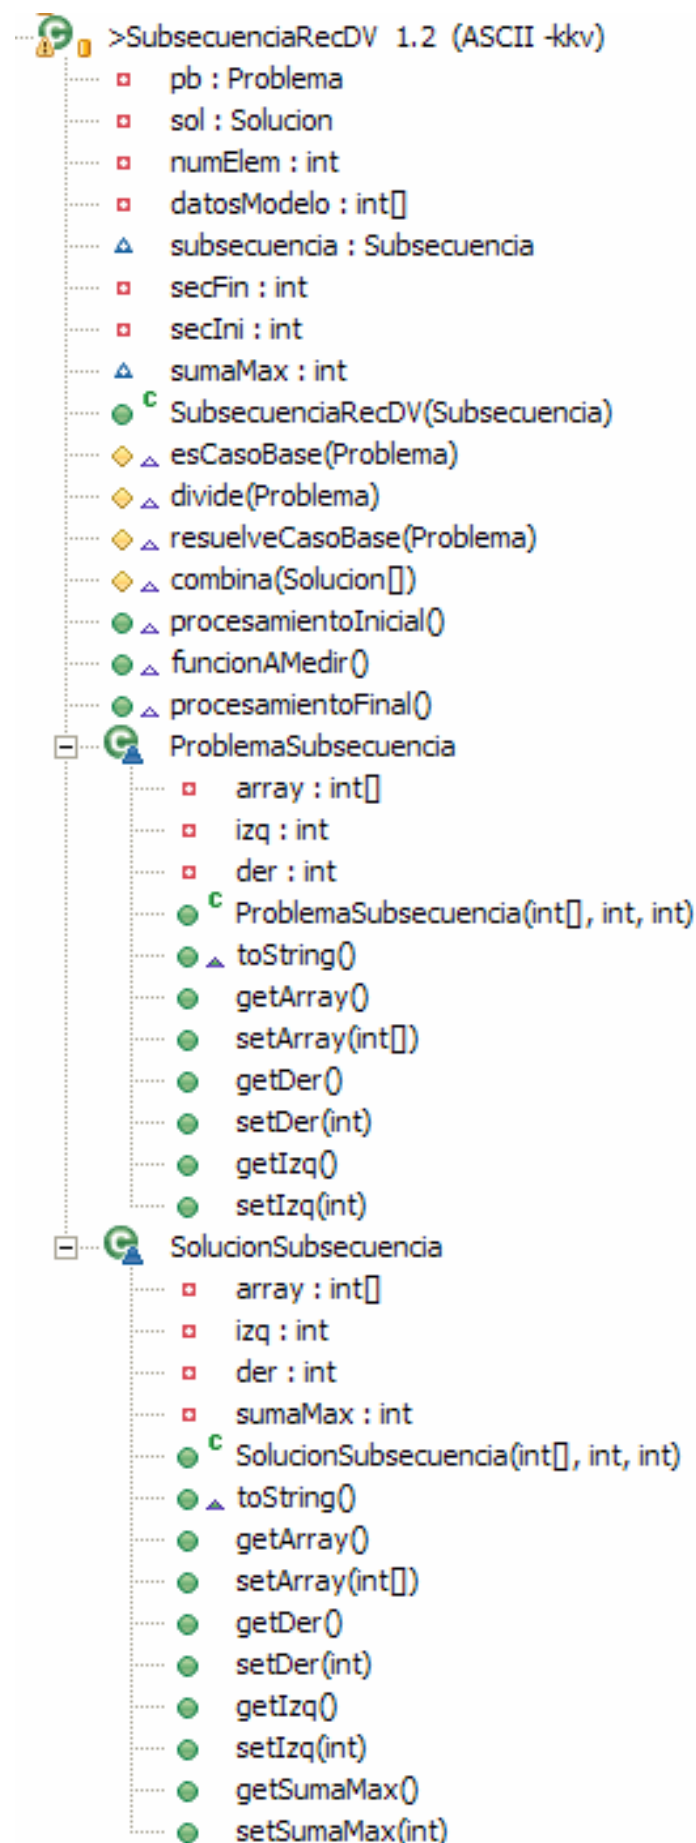 >SubsecuenciaRecDV 1.2 (ASCII -kkv)
pb : Problema
sol : Solucion
numElem : int
datosModelo : int[]
subsecuencia : Subsecuencia
secFin : int
secIni : int
sumaMax : int
C SubsecuenciaRecDV(Subsecuencia)
esCasoBase(Problema)
divide(Problema)
resuelveCasoBase(Problema)
combina(Solucion[])
procesamientoInicial()
funcionAMedir()
procesamientoFinal()
ProblemaSubsecuencia
array : int[]
izq : int
der : int
C ProblemaSubsecuencia(int[], int, int)
toString()
getArray()
setArray(int[])
getDer()
setDer(int)
getIzq()
setIzq(int)
SolucionSubsecuencia
array : int[]
izq : int
der : int
sumaMax : int
C SolucionSubsecuencia(int[], int, int)
toString()
getArray()
setArray(int[])
getDer()
setDer(int)
getIzq()
setIzq(int)
getSumaMax()
setSumaMax(int)